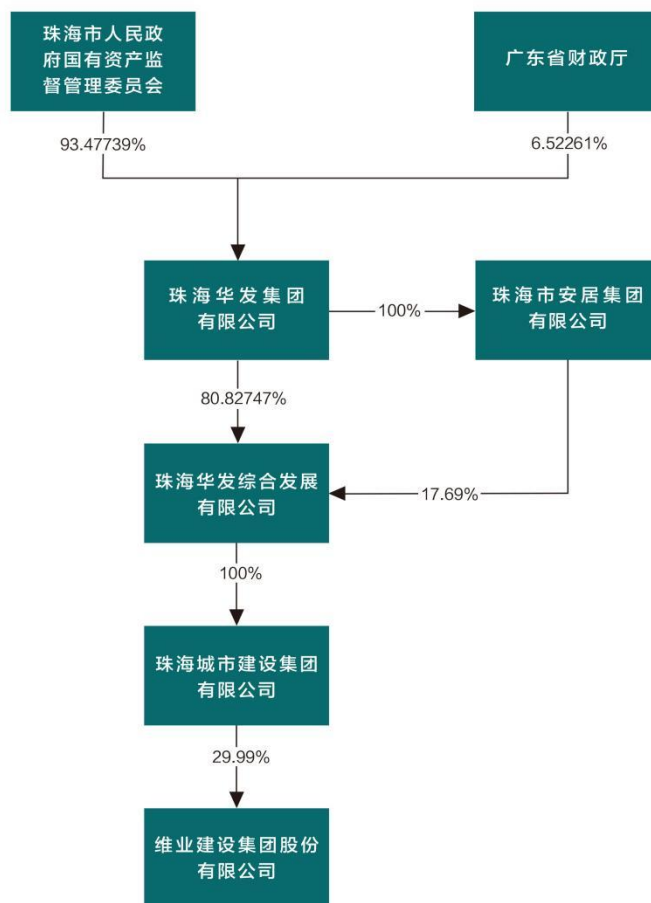 珠海市人民政
府国有资产监
督管理委员会
广东省财政厅
93.47739%
6.52261%
珠海华发集团
有限公司
100%
珠海市安居集团
有限公司
80.82747%
珠海华发综合发展
有限公司
17.69%
100%
珠海城市建设集团
有限公司
29.99%
维业建设集团股份
有限公司